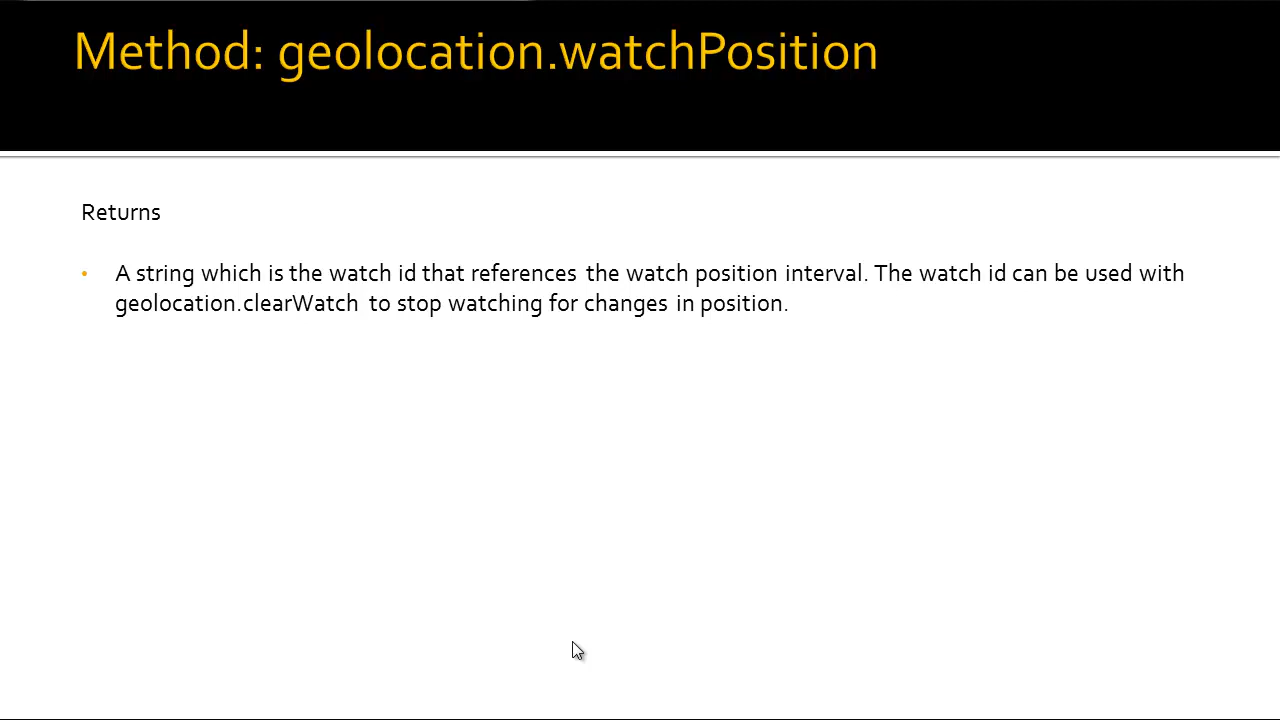 Method: geolocation.watchPosition
Returns
• A string which is the watch id that references the watch position interval. The watch id can be used with
geolocation.clearWatch to stop watching for changes in position.